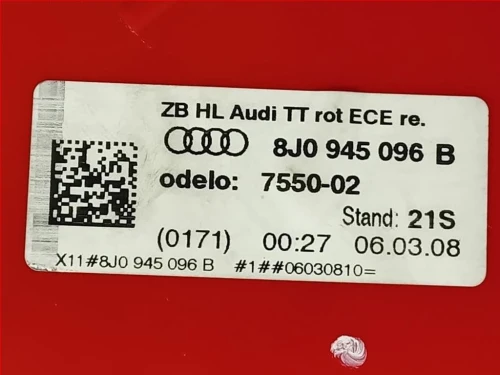 ZB HL Audi TT rot ECE re.
8J0 945 096 B
odelo: 7550-02
Stand: 21S
(0171) 00:27 06.03.08
X11#8J0 945 096 B #1##06030810=